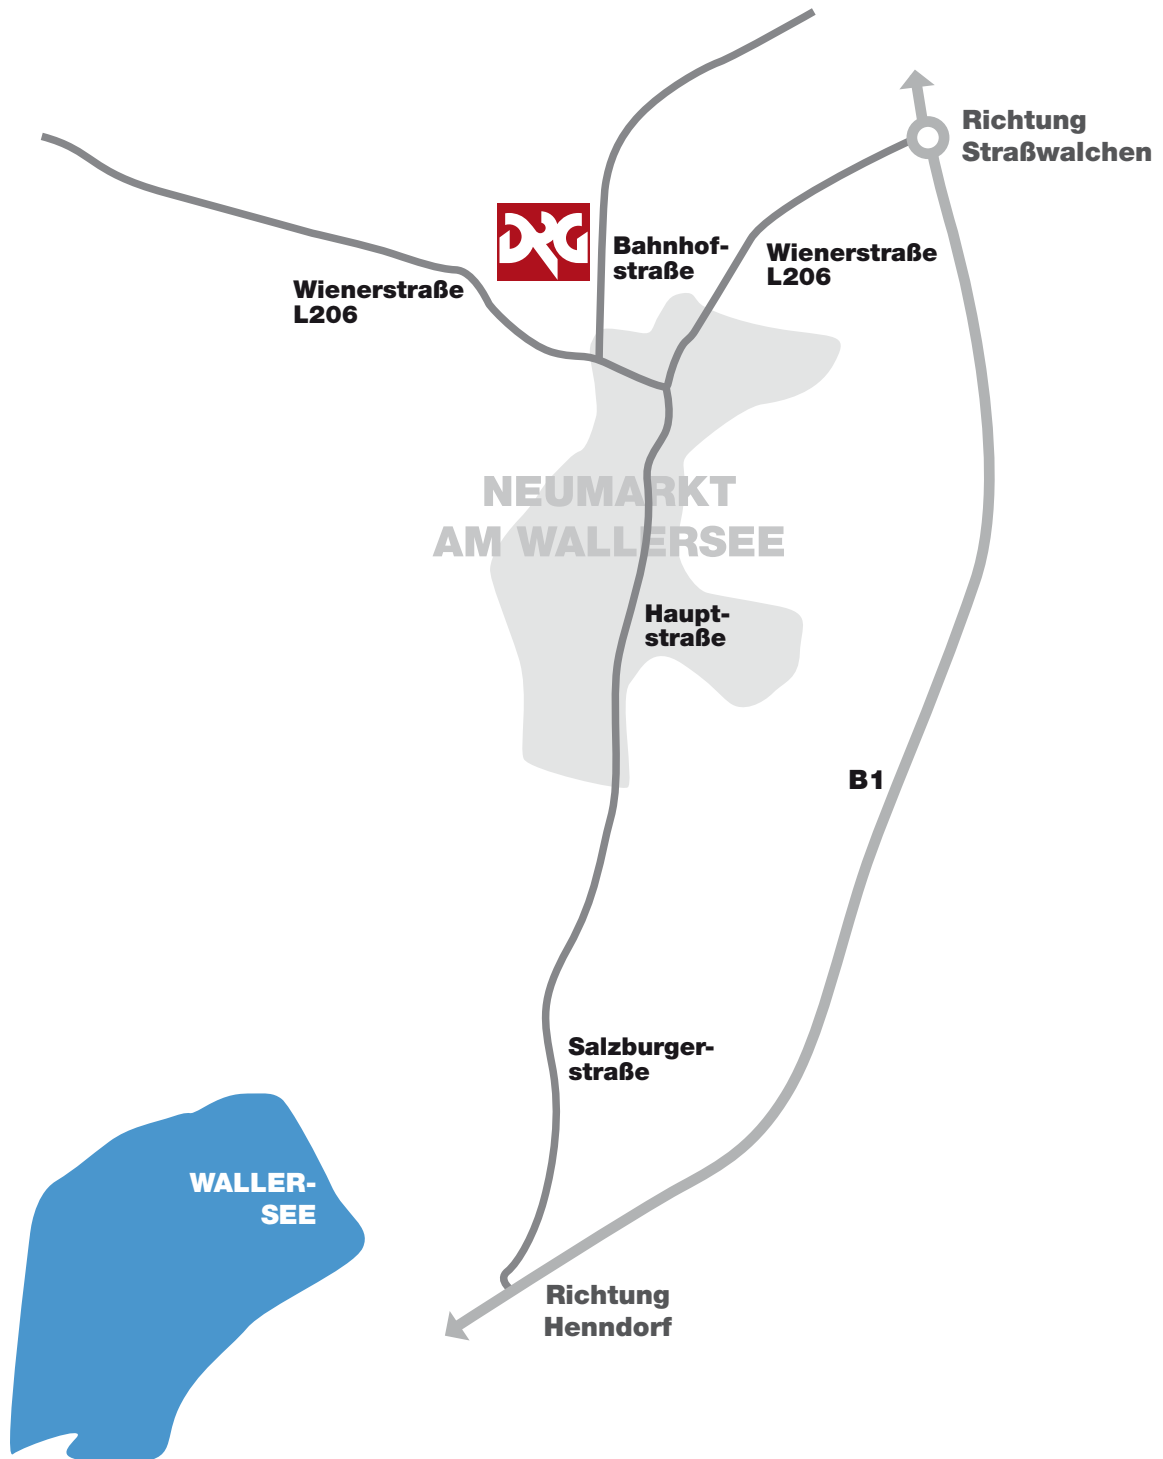 Richtung
Straßwalchen
DRG
Bahnhof-
straße
Wienerstraße
L206
Wienerstraße
L206
NEUMARKT
AM WALLERSEE
Haupt-
straße
B1
Salzburger-
straße
WALLER-
SEE
Richtung
Henndorf